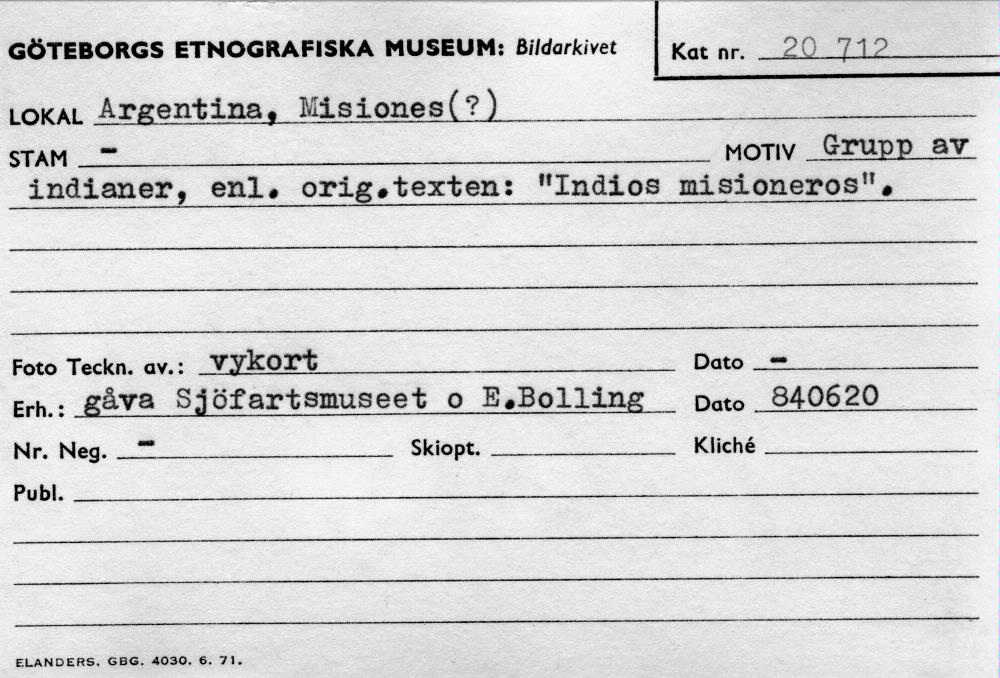 GÖTEBORGS ETNOGRAFISKA MUSEUM: Bildarkivet Kat nr. 20 712
LOKAL Argentina, Misiones(?)
STAM - MOTIV Grupp av
indianer, enl. orig.texten: "Indios misioneros".
Foto Teckn. av.: vykort Dato -
Erh.: gåva Sjöfartsmuseet o E.Bolling Dato 840620
Nr. Neg. - Skiopt. Kliché
Publ.
ELANDERS. GBG. 4030. 6. 71.